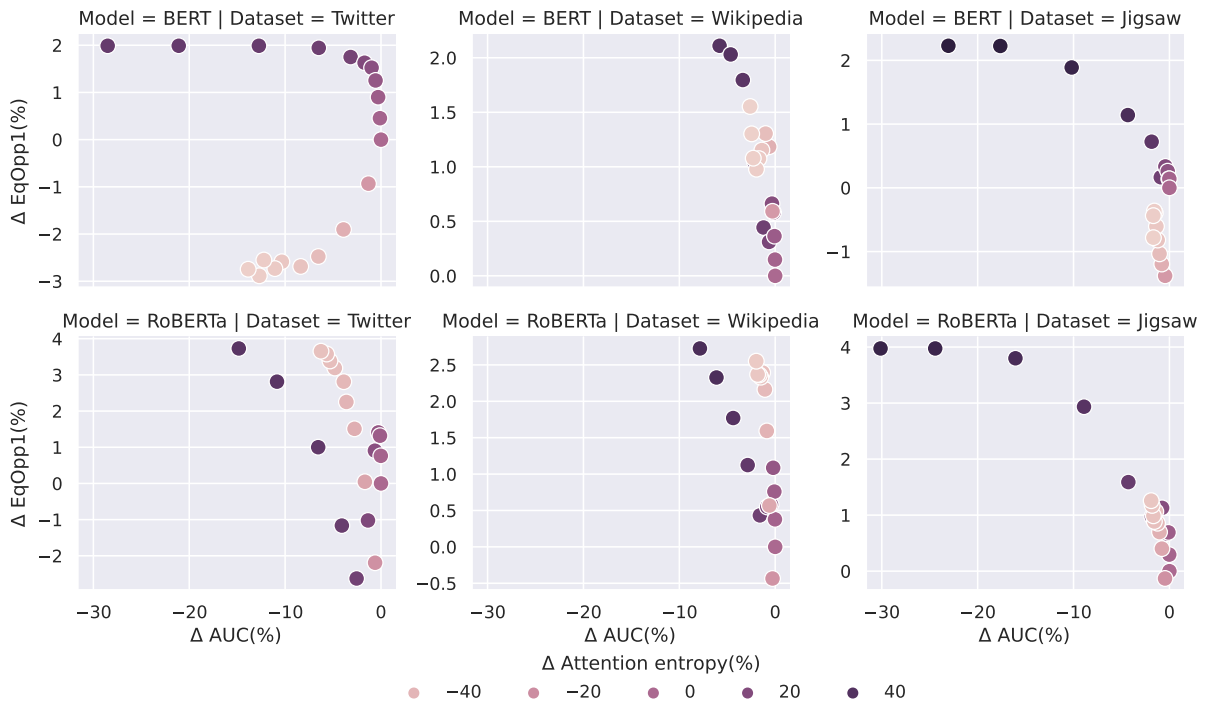 Model = BERT | Dataset = Twitter
Model = BERT | Dataset = Wikipedia
Model = BERT | Dataset = Jigsaw
2
1
0
−1
−2
−3
Δ EqOpp1(%)
2.0
1.5
1.0
0.5
0.0
2
1
0
−1
Model = RoBERTa | Dataset = Twitter
Model = RoBERTa | Dataset = Wikipedia
Model = RoBERTa | Dataset = Jigsaw
4
3
2
1
0
−1
−2
Δ EqOpp1(%)
2.5
2.0
1.5
1.0
0.5
0.0
−0.5
4
3
2
1
0
−30 −20 −10 0
−30 −20 −10 0
−30 −20 −10 0
Δ AUC(%)
Δ AUC(%)
Δ AUC(%)
Δ Attention entropy(%)
−40 −20 0 20 40